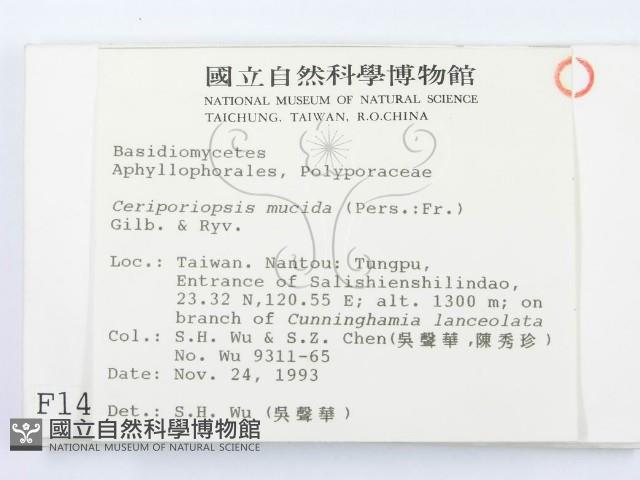 國立自然科學博物館
NATIONAL MUSEUM OF NATURAL SCIENCE
TAICHUNG, TAIWAN, R.O.CHINA
Basidiomycetes
Aphyllophorales, Polyporaceae
Ceriporiopsis mucida (Pers.:Fr.)
Gilb. & Ryv.
Loc.: Taiwan. Nantou: Tungpu,
Entrance of Salishienshilindao,
23.32 N,120.55 E; alt. 1300 m; on
branch of Cunninghamia lanceolata
Col.: S.H. Wu & S.Z. Chen(吳聲華,陳秀珍)
No. Wu 9311-65
Date: Nov. 24, 1993
Det.: S.H. Wu (吳聲華)
F14
國立自然科學博物館
NATIONAL MUSEUM OF NATURAL SCIENCE